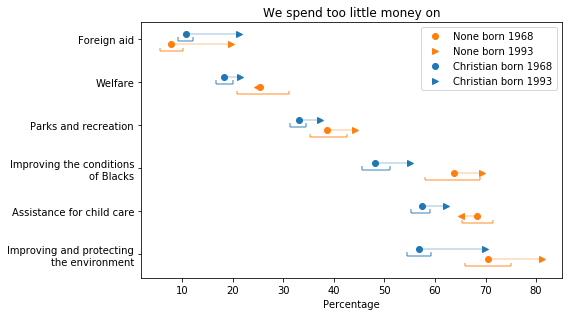 We spend too little money on
None born 1968
None born 1993
Christian born 1968
Christian born 1993
Foreign aid
Welfare
Parks and recreation
Improving the conditions
of Blacks
Assistance for child care
Improving and protecting
the environment
10 20 30 40 50 60 70 80
Percentage